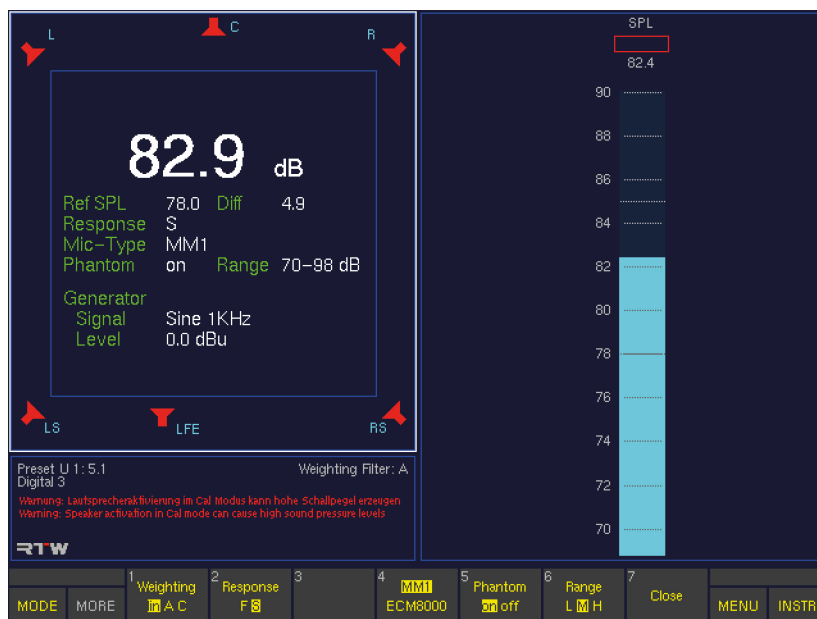 L
C
R
82.9 dB
Ref SPL 78.0 Diff 4.9
Response S
Mic-Type MM1
Phantom on Range 70-98 dB
Generator
Signal Sine 1KHz
Level 0.0 dBu
LS
LFE
RS
Preset U 1: 5.1 Weighting Filter: A
Digital 3
Warnung: Lautsprecheraktivierung im Cal Modus kann hohe Schallpegel erzeugen
Warning: Speaker activation in Cal mode can cause high sound pressure levels
RTW
SPL
82.4
90
88
86
84
82
80
78
76
74
72
70
MODE
MORE
1 Weighting
lin A C
2 Response
F S
3
4 MM1
ECM8000
5 Phantom
on off
6 Range
L M H
7 Close
MENU
INSTR